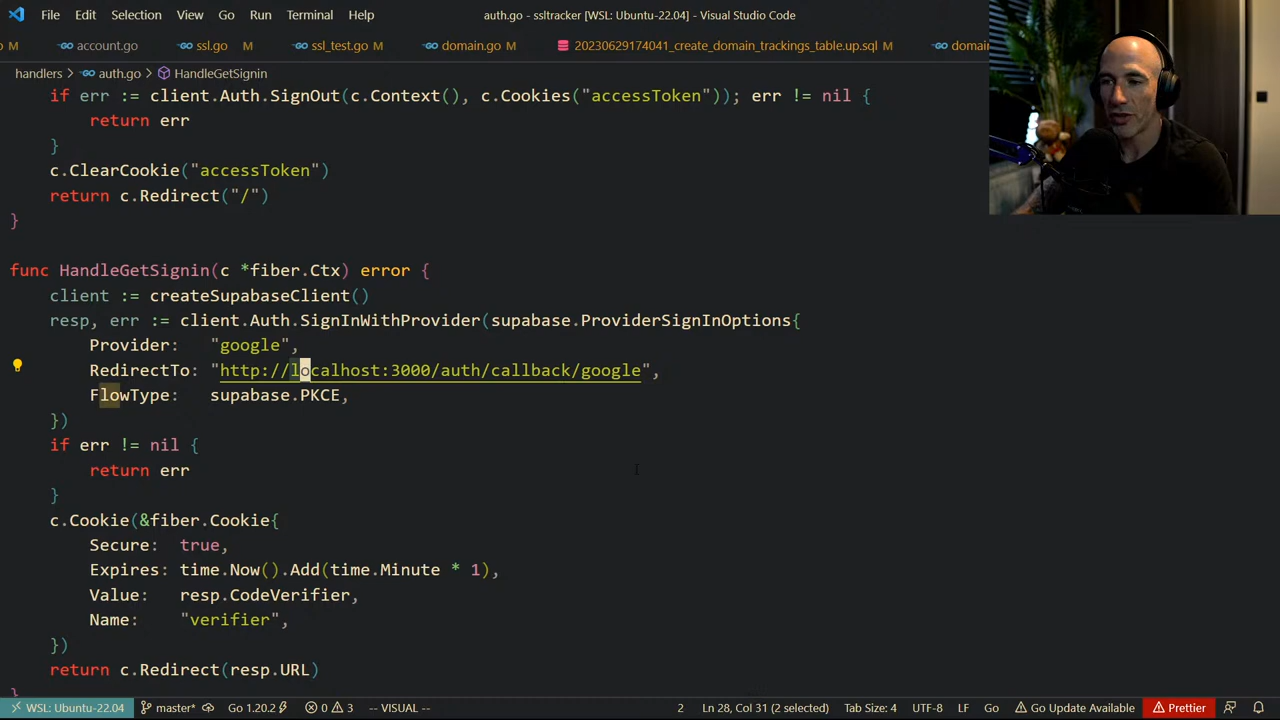 File Edit Selection View Go Run Terminal Help
auth.go - ssltracker [WSL: Ubuntu-22.04] - Visual Studio Code
o M account.go ssl.go M ssl_test.go M domain.go M 20230629174041_create_domain_trackings_table.up.sql M
handlers > auth.go > HandleGetSignin
if err := client.Auth.SignOut(c.Context(), c.Cookies("accessToken")); err != nil {
return err
}
c.ClearCookie("accessToken")
return c.Redirect("/")
}
func HandleGetSignin(c *fiber.Ctx) error {
client := createSupabaseClient()
resp, err := client.Auth.SignInWithProvider(supabase.ProviderSignInOptions{
Provider: "google",
RedirectTo: "http://localhost:3000/auth/callback/google",
FlowType: supabase.PKCE,
})
if err != nil {
return err
}
c.Cookie(&fiber.Cookie{
Secure: true,
Expires: time.Now().Add(time.Minute * 1),
Value: resp.CodeVerifier,
Name: "verifier",
})
return c.Redirect(resp.URL)
}
WSL: Ubuntu-22.04 master* Go 1.20.2 0 3 -- VISUAL -- 2 Ln 28, Col 31 (2 selected) Tab Size: 4 UTF-8 LF Go Go Update Available Prettier